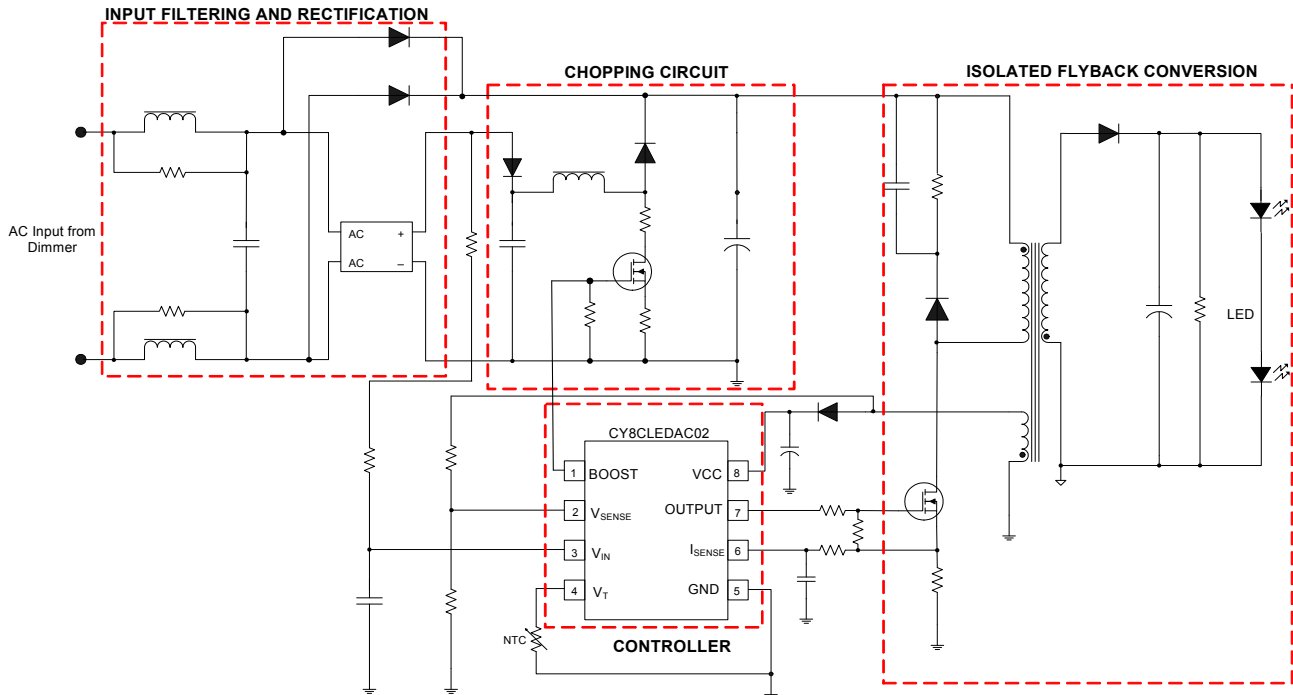 INPUT FILTERING AND RECTIFICATION
CHOPPING CIRCUIT
ISOLATED FLYBACK CONVERSION
AC Input from
Dimmer
AC +
AC –
LED
CY8CLEDAC02
1 BOOST
VCC 8
2 VSENSE
OUTPUT 7
3 VIN
ISENSE 6
4 VT
GND 5
NTC
CONTROLLER